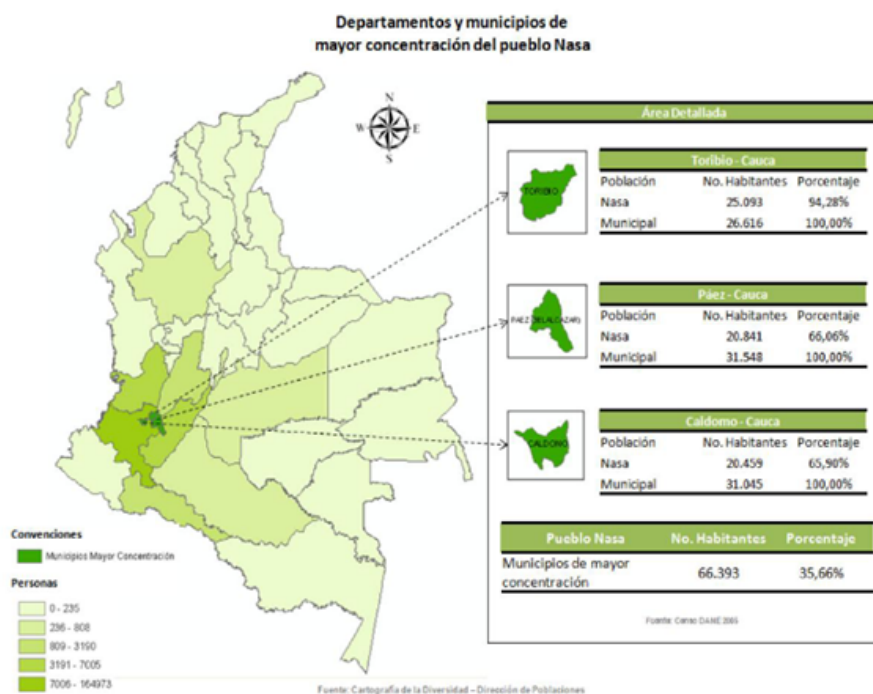 Departamentos y municipios de
mayor concentración del pueblo Nasa
N
W E
S
Área Detallada
TORIBIO
Toribio - Cauca
Población No. Habitantes Porcentaje
Nasa 25.093 94,28%
Municipal 26.616 100,00%
PAEZ (BELALCAZAR)
Páez - Cauca
Población No. Habitantes Porcentaje
Nasa 20.841 66,06%
Municipal 31.548 100,00%
CALDONO
Caldomo - Cauca
Población No. Habitantes Porcentaje
Nasa 20.459 65,90%
Municipal 31.045 100,00%
Pueblo Nasa No. Habitantes Porcentaje
Municipios de mayor
concentración 66.393 35,66%
Fuente: Censo DANE 2005
Convenciones
Municipios Mayor Concentración
Personas
0 - 235
236 - 808
809 - 3190
3191 - 7005
7006 - 164973
Fuente: Cartografía de la Diversidad – Dirección de Poblaciones